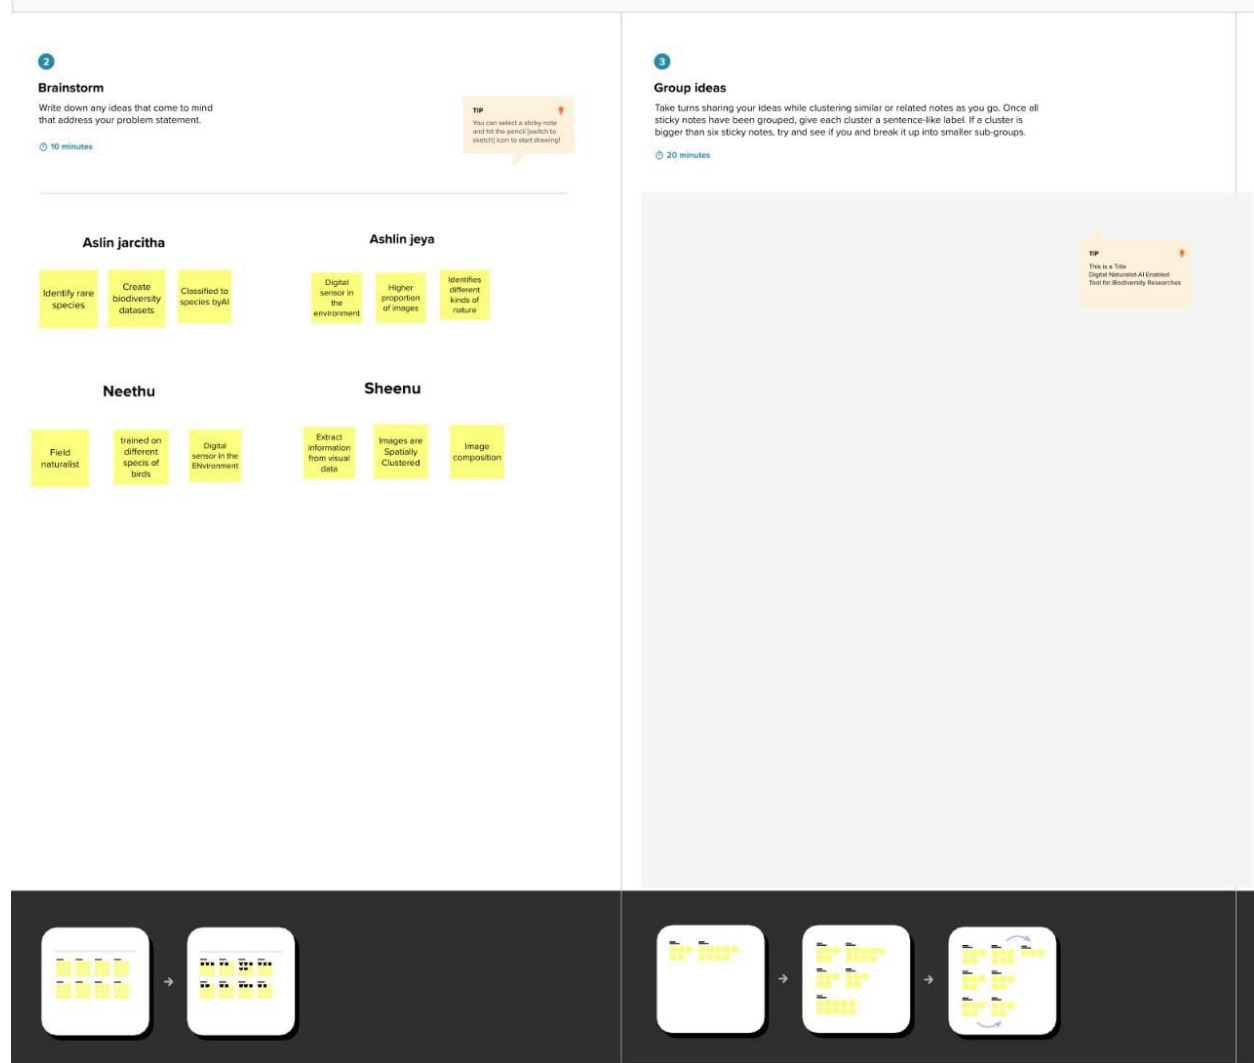 2
Brainstorm
Write down any ideas that come to mind
that address your problem statement.
10 minutes
TIP
You can select a sticky note
and hit the pencil [switch to
sketch] icon to start drawing!
Aslin jarcitha
Identify rare
species
Create
biodiversity
datasets
Classified to
species byAI
Ashlin jeya
Digital
sensor in
the
environment
Higher
proportion
of images
Identifies
different
kinds of
nature
Neethu
Field
naturalist
trained on
different
specis of
birds
Digital
sensor in the
ENvironment
Sheenu
Extract
information
from visual
data
Images are
Spatially
Clustered
Image
composition
3
Group ideas
Take turns sharing your ideas while clustering similar or related notes as you go. Once all
sticky notes have been grouped, give each cluster a sentence-like label. If a cluster is
bigger than six sticky notes, try and see if you and break it up into smaller sub-groups.
20 minutes
TIP
This is a Title
Digital Naturalist-AI Enabled
Tool for Biodiversity Researches